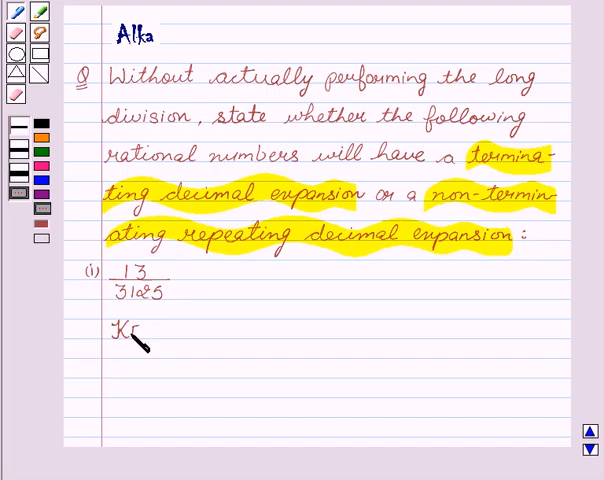 Alka
Q Without actually performing the long
division, state whether the following
rational numbers will have a termina-
ting decimal expansion or a non-termin-
ating repeating decimal expansion :
(i) 13
3125